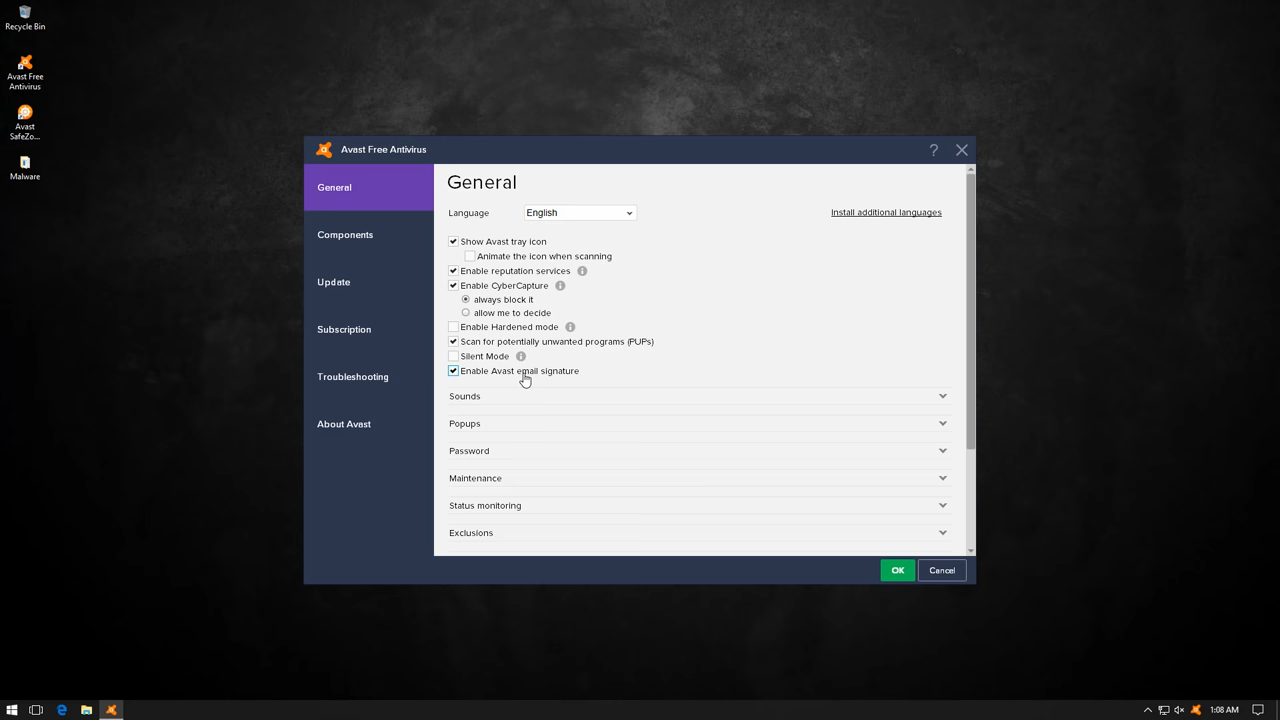 Recycle Bin
Avast Free
Antivirus
Avast
SafeZo...
Malware
Avast Free Antivirus
?
General
Components
Update
Subscription
Troubleshooting
About Avast
General
Language
English
Install additional languages
Show Avast tray icon
Animate the icon when scanning
Enable reputation services
Enable CyberCapture
always block it
allow me to decide
Enable Hardened mode
Scan for potentially unwanted programs (PUPs)
Silent Mode
Enable Avast email signature
Sounds
Popups
Password
Maintenance
Status monitoring
Exclusions
OK
Cancel
1:08 AM